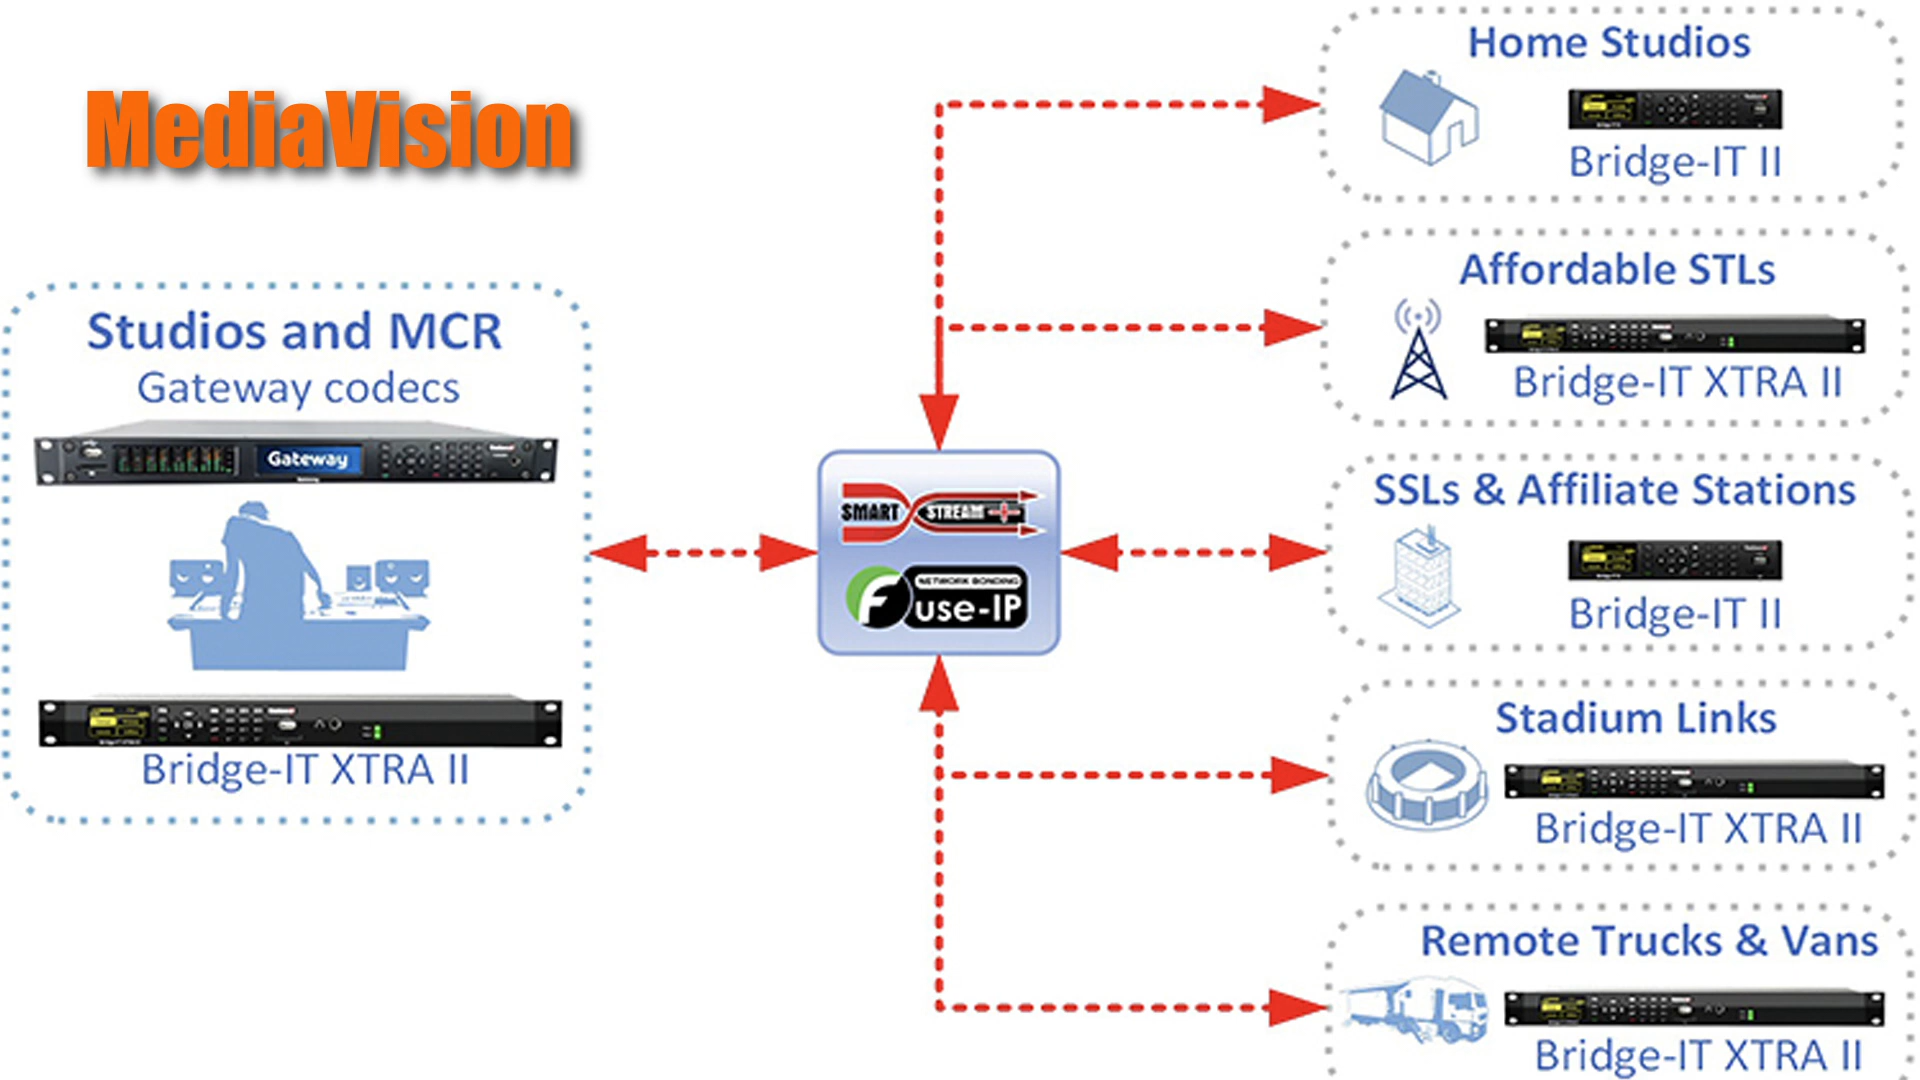 MediaVision
Studios and MCR
Gateway codecs
Gateway
Bridge-IT XTRA II
SMART STREAM
NETWORK BONDING
Fuse-IP
Home Studios
Bridge-IT II
Affordable STLs
Bridge-IT XTRA II
SSLs & Affiliate Stations
Bridge-IT II
Stadium Links
Bridge-IT XTRA II
Remote Trucks & Vans
Bridge-IT XTRA II